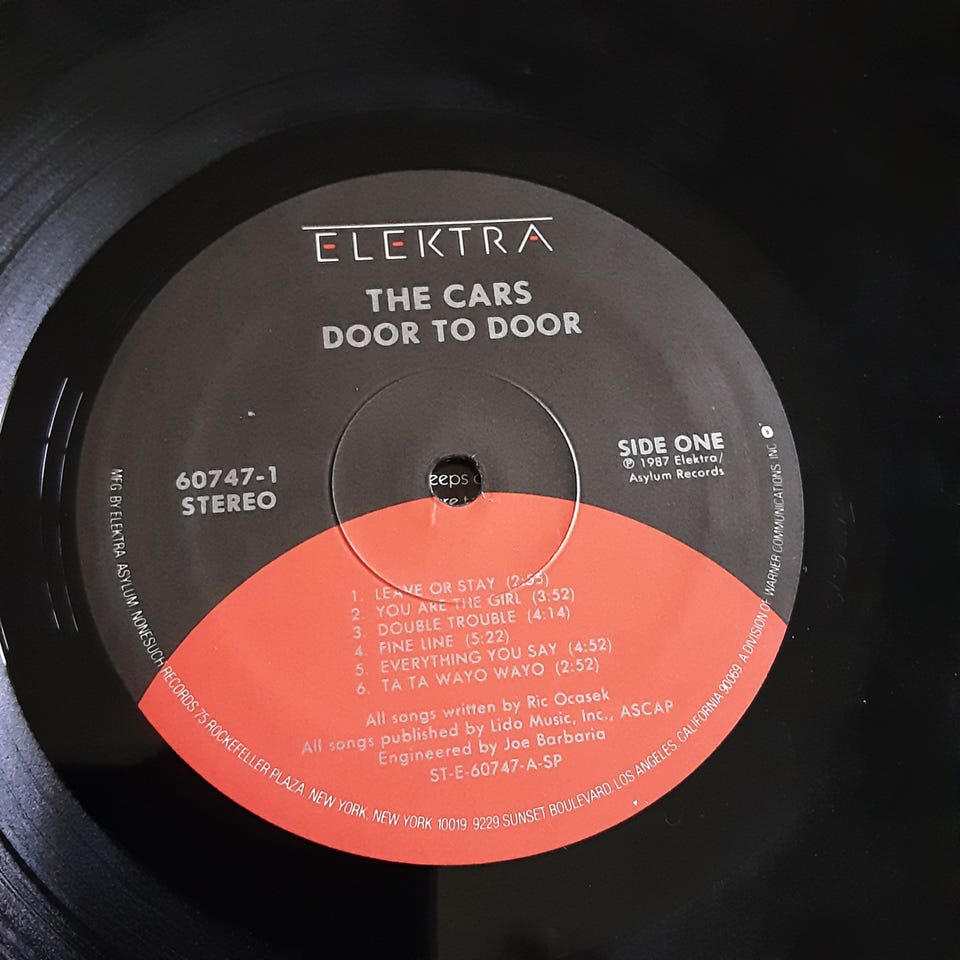 ELEKTRA
THE CARS
DOOR TO DOOR
60747-1
STEREO
SIDE ONE
℗ 1987 Elektra/
Asylum Records
eeps
re t
1. LEAVE OR STAY (2:55)
2. YOU ARE THE GIRL (3:52)
3. DOUBLE TROUBLE (4:14)
4. FINE LINE (5:22)
5. EVERYTHING YOU SAY (4:52)
6. TA TA WAYO WAYO (2:52)
All songs written by Ric Ocasek
All songs published by Lido Music, Inc., ASCAP
Engineered by Joe Barbaria
ST-E-60747-A-SP
MFG BY ELEKTRA ASYLUM NONESUCH RECORDS 75 ROCKEFELLER PLAZA, NEW YORK, NEW YORK 10019. 9229 SUNSET BOULEVARD, LOS ANGELES, CALIFORNIA 90069. A DIVISION OF WARNER COMMUNICATIONS INC